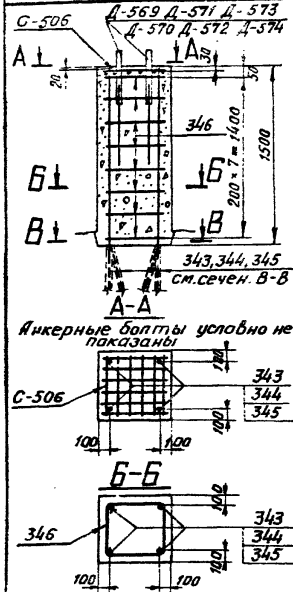 Д-569 Д-571 Д-573
С-506
Д-570 Д-572 Д-574
А А
20
30
50
346
200 × 7 = 1400
1500
Б Б
В В
343,344,345
см.сечен. В-В
А-А
Анкерные болты условно не
показаны
С-506
100
343
344
345
100
100 100
Б-Б
100
346
343
344
345
100
100 100